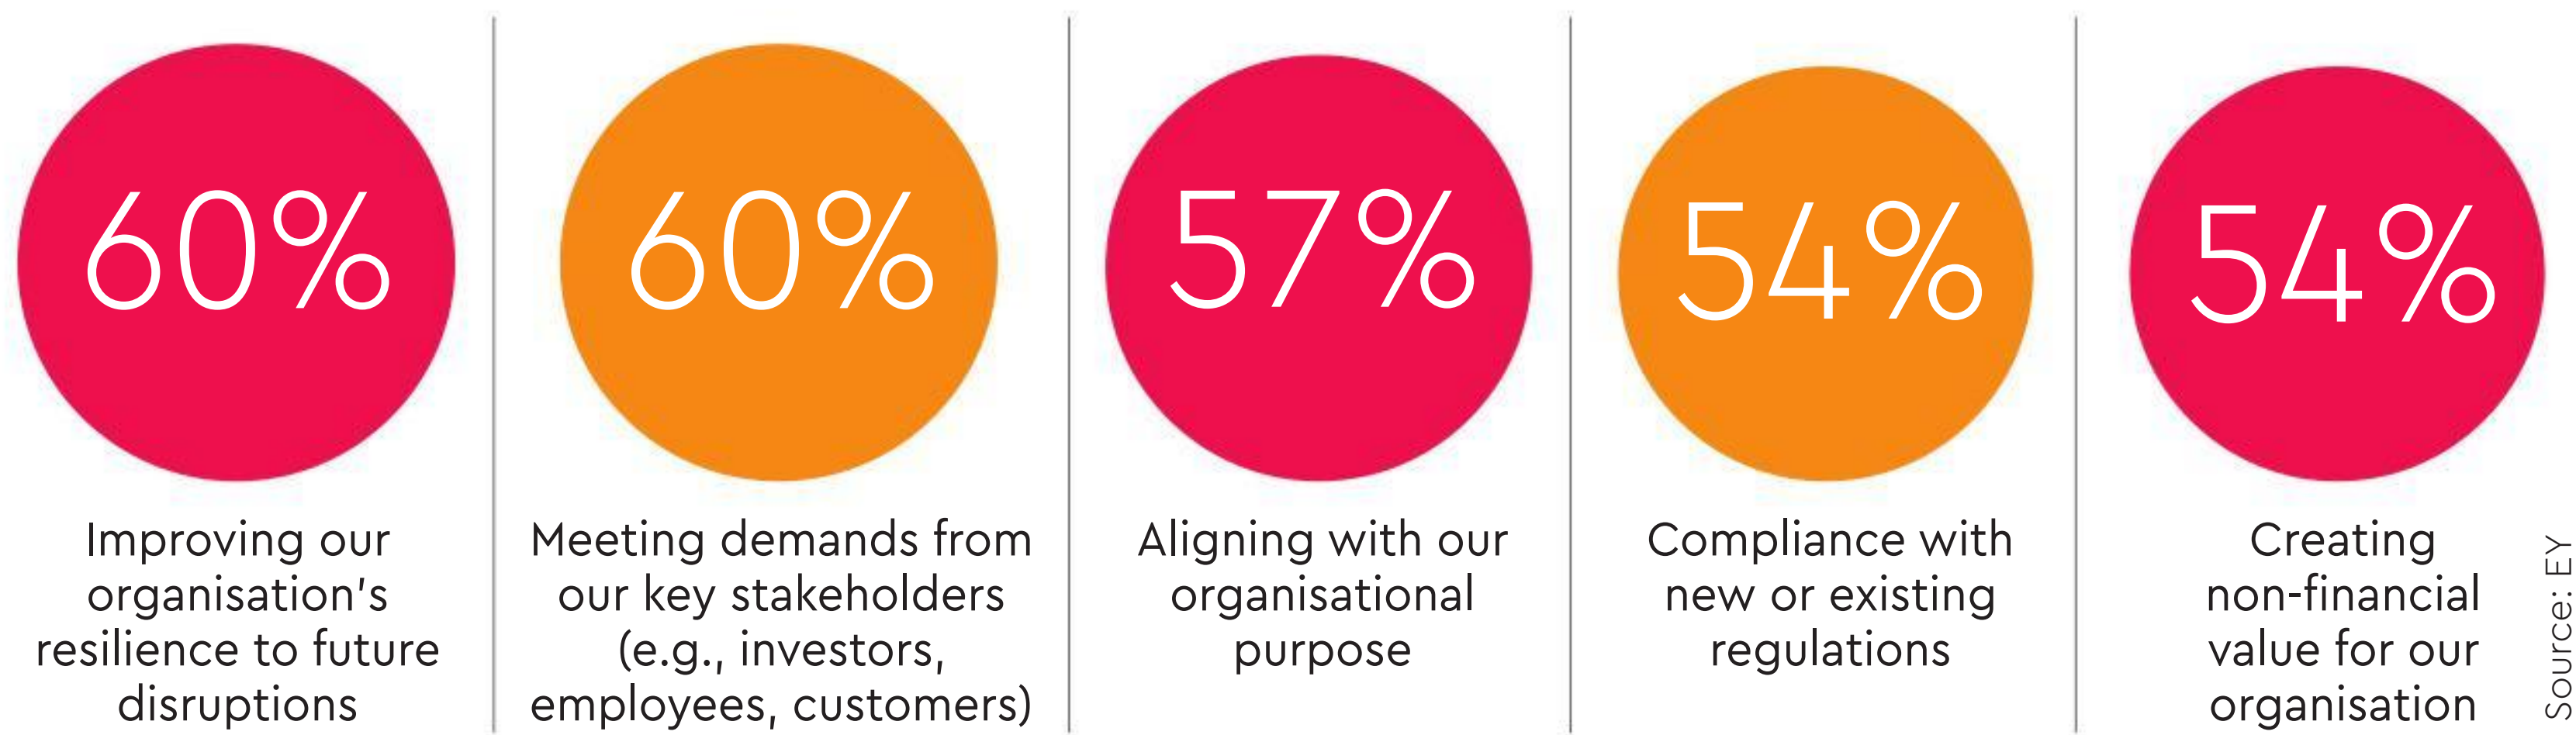 60%
Improving our
organisation's
resilience to future
disruptions
60%
Meeting demands from
our key stakeholders
(e.g., investors,
employees, customers)
57%
Aligning with our
organisational
purpose
54%
Compliance with
new or existing
regulations
54%
Creating
non-financial
value for our
organisation
Source: EY